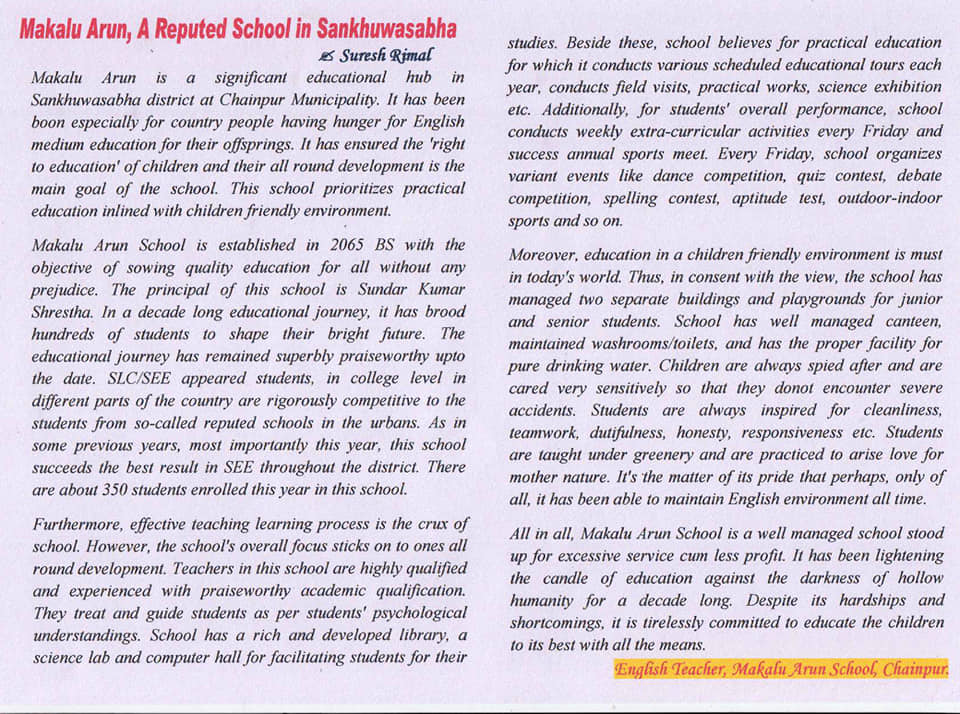 Makalu Arun, A Reputed School in Sankhuwasabha
✍ Suresh Rimal
Makalu Arun is a significant educational hub in
Sankhuwasabha district at Chainpur Municipality. It has been
boon especially for country people having hunger for English
medium education for their offsprings. It has ensured the 'right
to education' of children and their all round development is the
main goal of the school. This school prioritizes practical
education inlined with children friendly environment.
Makalu Arun School is established in 2065 BS with the
objective of sowing quality education for all without any
prejudice. The principal of this school is Sundar Kumar
Shrestha. In a decade long educational journey, it has brood
hundreds of students to shape their bright future. The
educational journey has remained superbly praiseworthy upto
the date. SLC/SEE appeared students, in college level in
different parts of the country are rigorously competitive to the
students from so-called reputed schools in the urbans. As in
some previous years, most importantly this year, this school
succeeds the best result in SEE throughout the district. There
are about 350 students enrolled this year in this school.
Furthermore, effective teaching learning process is the crux of
school. However, the school's overall focus sticks on to ones all
round development. Teachers in this school are highly qualified
and experienced with praiseworthy academic qualification.
They treat and guide students as per students' psychological
understandings. School has a rich and developed library, a
science lab and computer hall for facilitating students for their
studies. Beside these, school believes for practical education
for which it conducts various scheduled educational tours each
year, conducts field visits, practical works, science exhibition
etc. Additionally, for students' overall performance, school
conducts weekly extra-curricular activities every Friday and
success annual sports meet. Every Friday, school organizes
variant events like dance competition, quiz contest, debate
competition, spelling contest, aptitude test, outdoor-indoor
sports and so on.
Moreover, education in a children friendly environment is must
in today's world. Thus, in consent with the view, the school has
managed two separate buildings and playgrounds for junior
and senior students. School has well managed canteen,
maintained washrooms/toilets, and has the proper facility for
pure drinking water. Children are always spied after and are
cared very sensitively so that they donot encounter severe
accidents. Students are always inspired for cleanliness,
teamwork, dutifulness, honesty, responsiveness etc. Students
are taught under greenery and are practiced to arise love for
mother nature. It's the matter of its pride that perhaps, only of
all, it has been able to maintain English environment all time.
All in all, Makalu Arun School is a well managed school stood
up for excessive service cum less profit. It has been lightening
the candle of education against the darkness of hollow
humanity for a decade long. Despite its hardships and
shortcomings, it is tirelessly committed to educate the children
to its best with all the means.
English Teacher, Makalu Arun School, Chainpur.